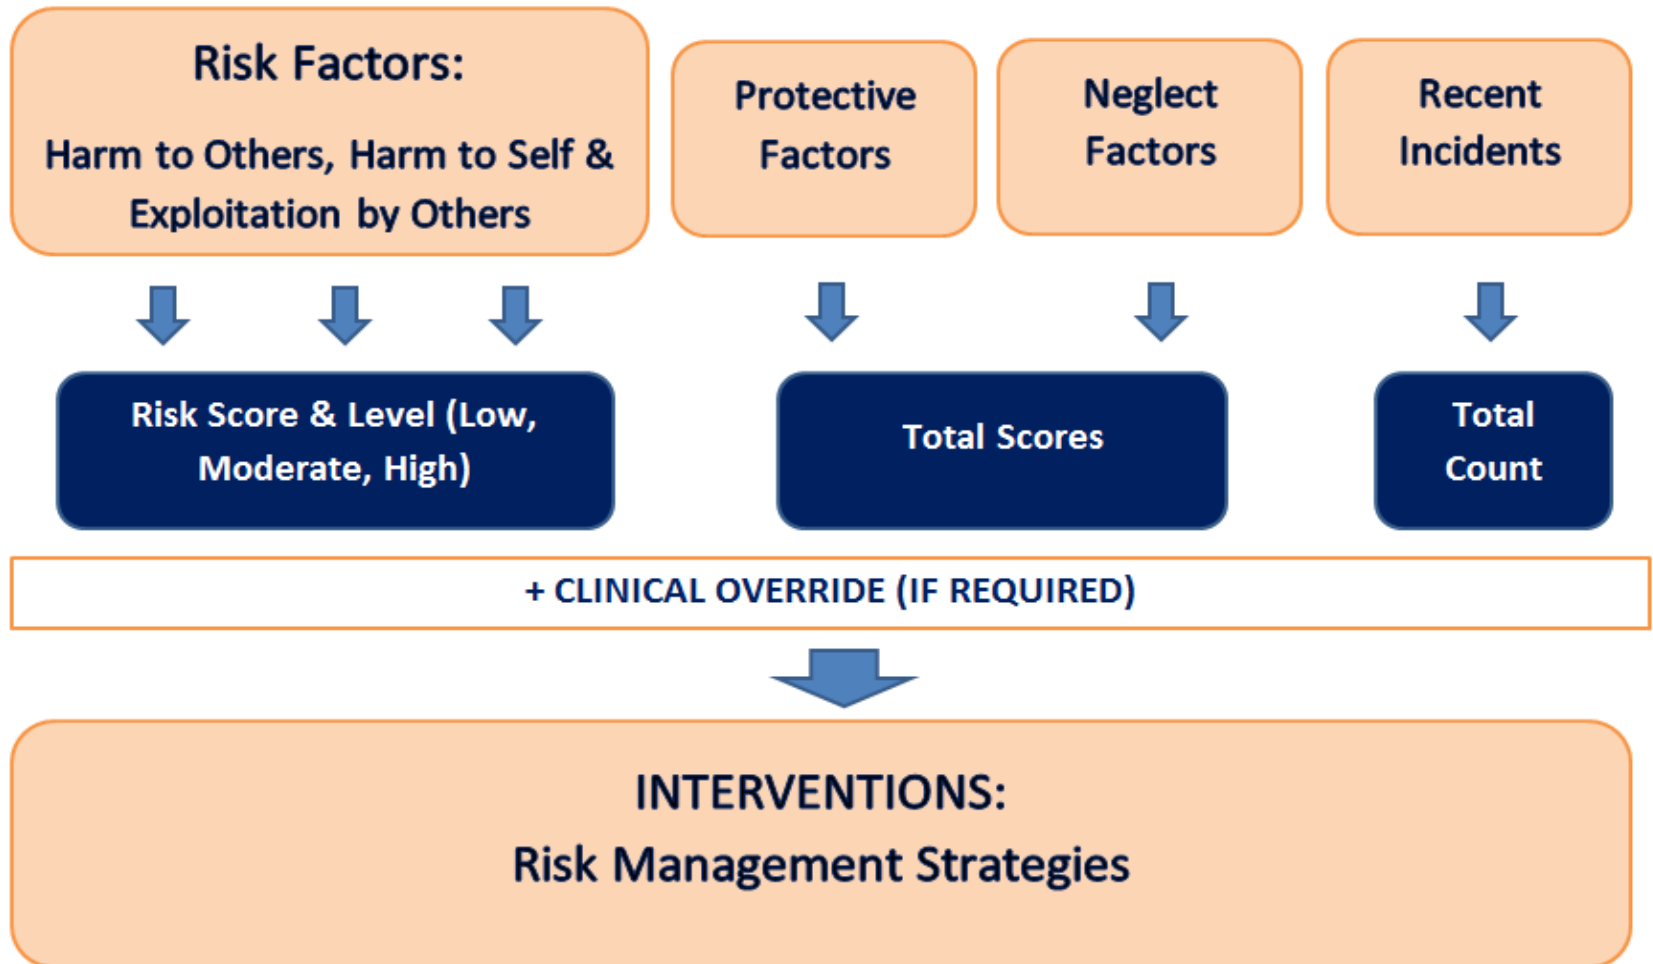 Risk Factors:
Harm to Others, Harm to Self &
Exploitation by Others
Protective
Factors
Neglect
Factors
Recent
Incidents
Risk Score & Level (Low,
Moderate, High)
Total Scores
Total
Count
+ CLINICAL OVERRIDE (IF REQUIRED)
INTERVENTIONS:
Risk Management Strategies